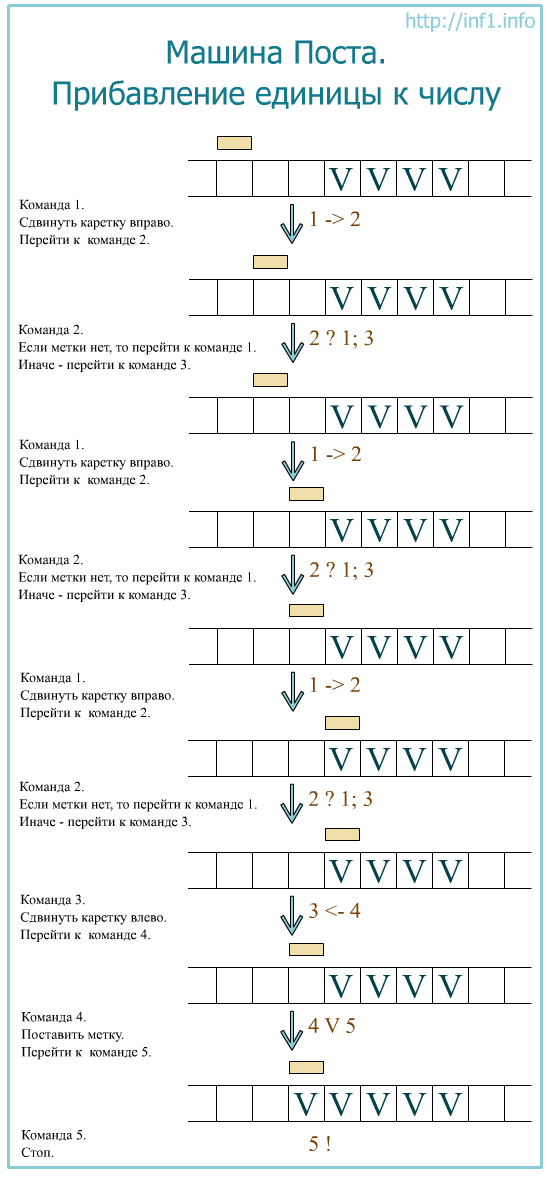 http://inf1.info
Машина Поста.
Прибавление единицы к числу
V V V V
Команда 1.
Сдвинуть каретку вправо.
Перейти к команде 2.
1 -> 2
V V V V
Команда 2.
Если метки нет, то перейти к команде 1.
Иначе - перейти к команде 3.
2 ? 1; 3
V V V V
Команда 1.
Сдвинуть каретку вправо.
Перейти к команде 2.
1 -> 2
V V V V
Команда 2.
Если метки нет, то перейти к команде 1.
Иначе - перейти к команде 3.
2 ? 1; 3
V V V V
Команда 1.
Сдвинуть каретку вправо.
Перейти к команде 2.
1 -> 2
V V V V
Команда 2.
Если метки нет, то перейти к команде 1.
Иначе - перейти к команде 3.
2 ? 1; 3
V V V V
Команда 3.
Сдвинуть каретку влево.
Перейти к команде 4.
3 <- 4
V V V V
Команда 4.
Поставить метку.
Перейти к команде 5.
4 V 5
V V V V V
Команда 5.
Стоп.
5 !